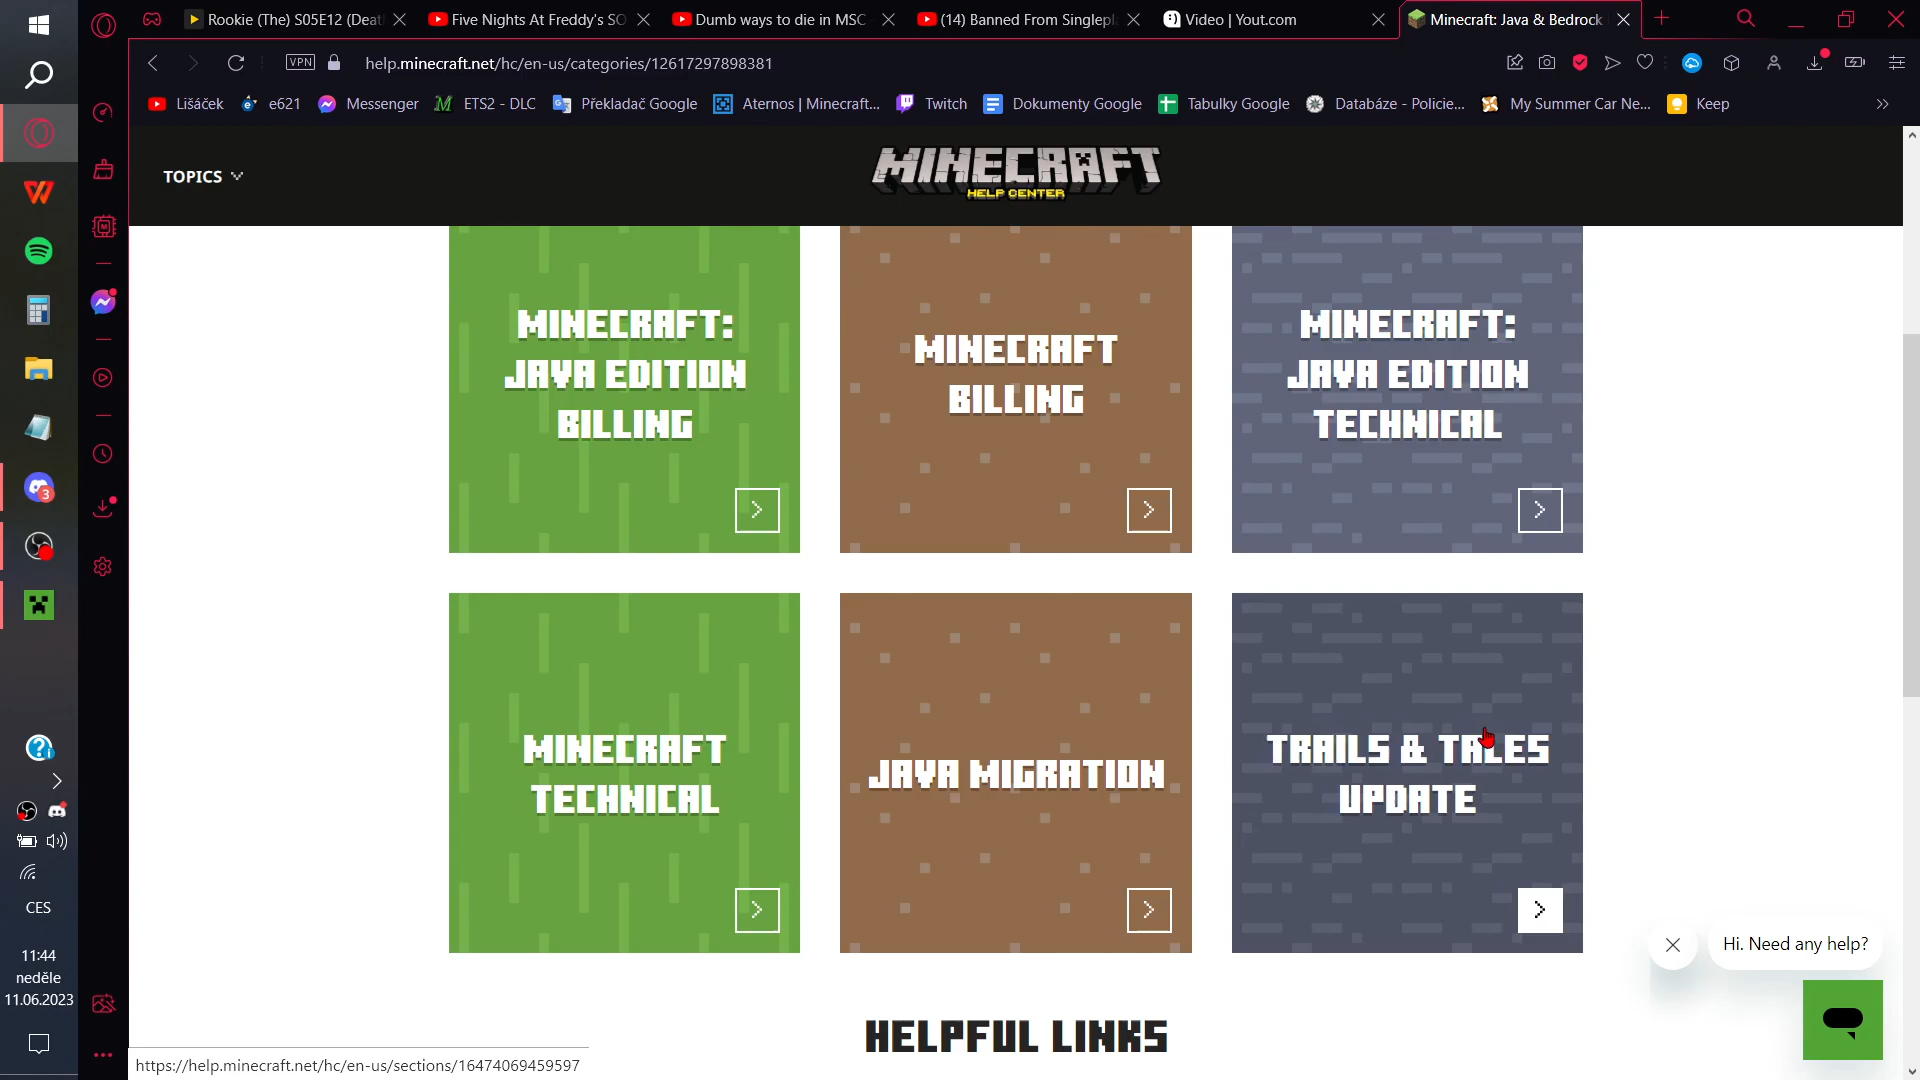 Rookie (The) S05E12 (Deat
Five Nights At Freddy's SO
Dumb ways to die in MSC -
(14) Banned From Singlepl
Video | Yout.com
Minecraft: Java & Bedrock
VPN
help.minecraft.net/hc/en-us/categories/12617297898381
Lišáček
e621
Messenger
ETS2 - DLC
Překladač Google
Aternos | Minecraft...
Twitch
Dokumenty Google
Tabulky Google
Databáze - Policie...
My Summer Car Ne...
Keep
TOPICS
MINECRAFT
HELP CENTER
MINECRAFT:
JAVA EDITION
BILLING
MINECRAFT
BILLING
MINECRAFT:
JAVA EDITION
TECHNICAL
MINECRAFT
TECHNICAL
JAVA MIGRATION
TRAILS & TALES
UPDATE
3
CES
11:44
neděle
11.06.2023
Hi. Need any help?
HELPFUL LINKS
https://help.minecraft.net/hc/en-us/sections/16474069459597